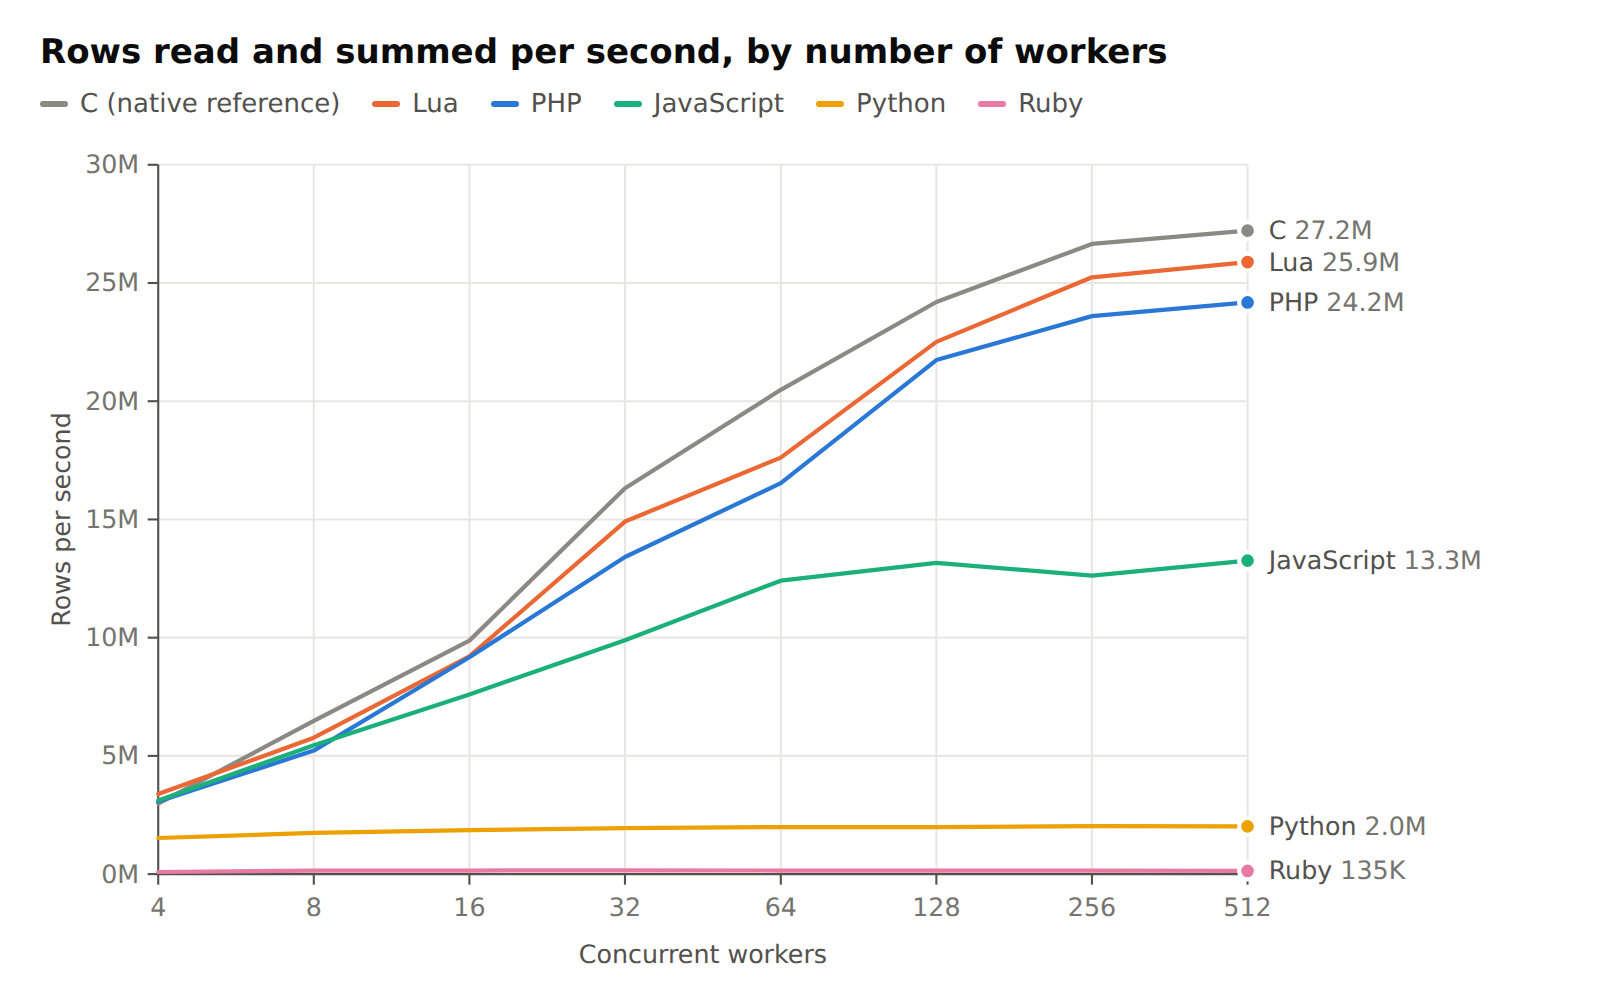 Rows read and summed per second, by number of workers
C (native reference) Lua PHP JavaScript Python Ruby
30M
25M
20M
15M
10M
5M
0M
Rows per second
C 27.2M
Lua 25.9M
PHP 24.2M
JavaScript 13.3M
Python 2.0M
Ruby 135K
4 8 16 32 64 128 256 512
Concurrent workers